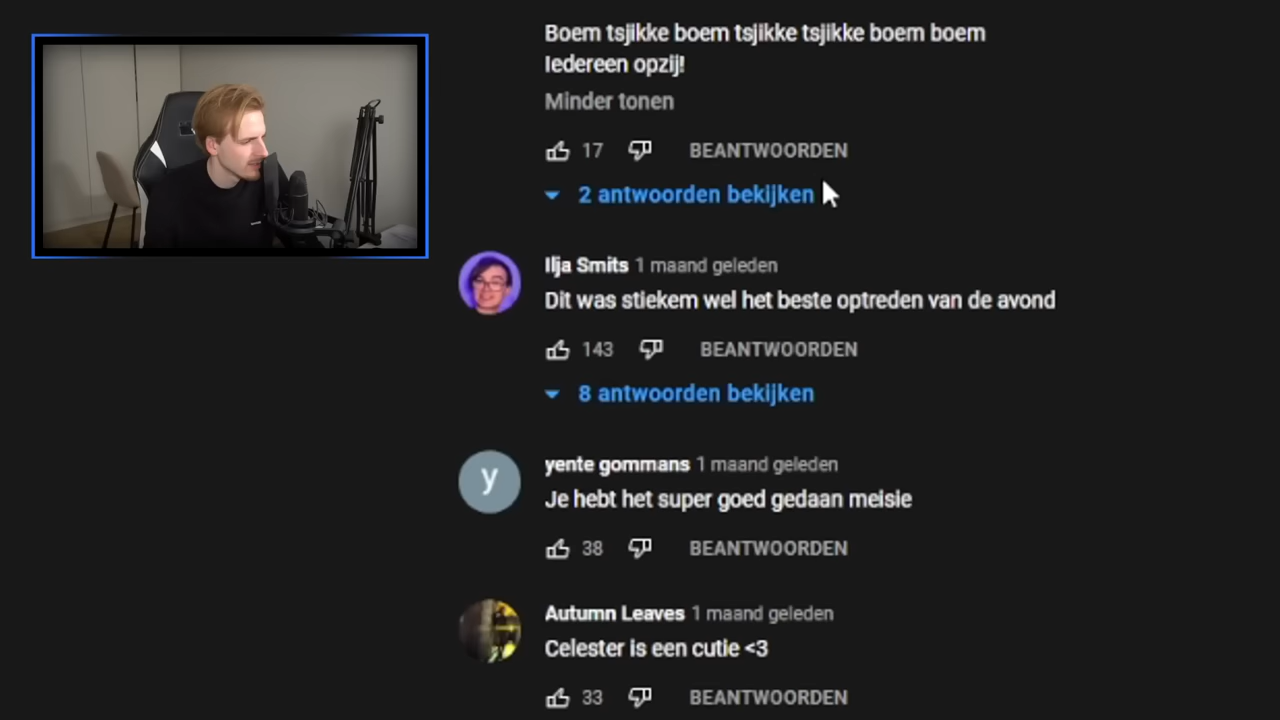 Boem tsjikke boem tsjikke tsjikke boem boem
Iedereen opzij!
Minder tonen
17 BEANTWOORDEN
2 antwoorden bekijken
Ilja Smits 1 maand geleden
Dit was stiekem wel het beste optreden van de avond
143 BEANTWOORDEN
8 antwoorden bekijken
y
yente gommans 1 maand geleden
Je hebt het super goed gedaan meisie
38 BEANTWOORDEN
Autumn Leaves 1 maand geleden
Celester is een cutie <3
33 BEANTWOORDEN